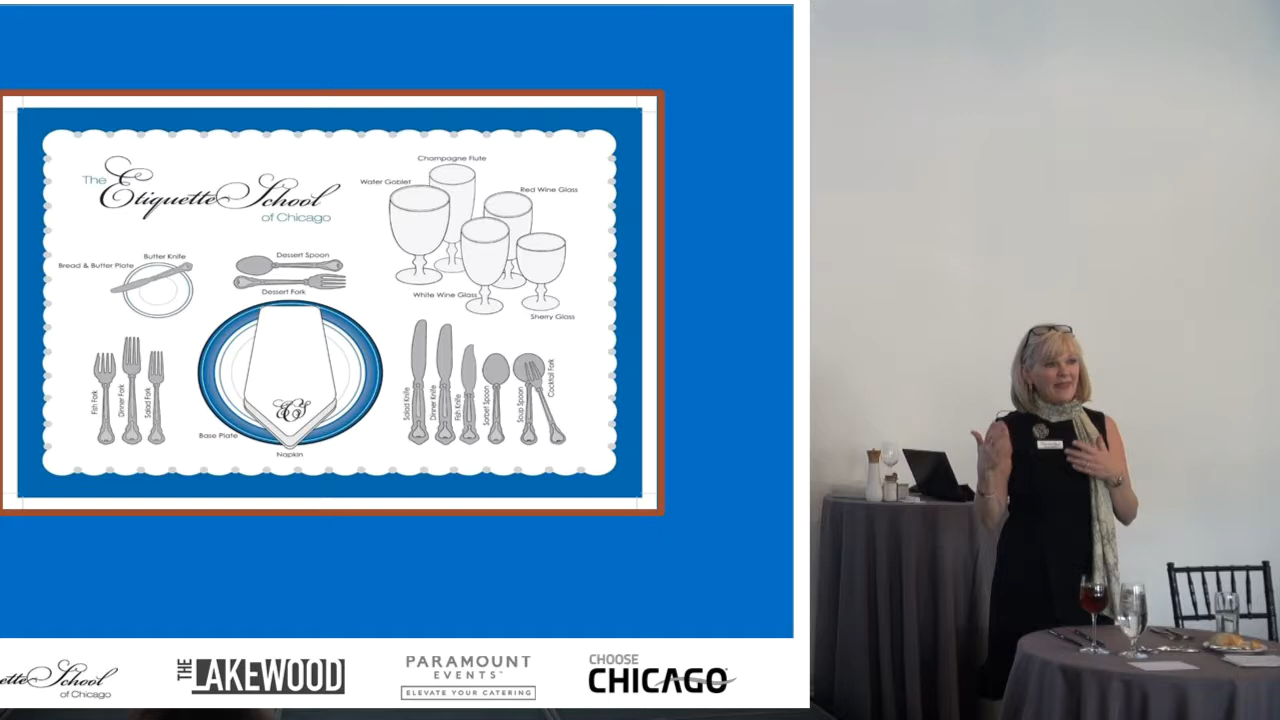 The
Etiquette School
of Chicago
Champagne Flute
Water Goblet
Red Wine Glass
White Wine Glass
Sherry Glass
Butter Knife
Bread & Butter Plate
Dessert Spoon
Dessert Fork
Fish Fork
Dinner Fork
Salad Fork
Base Plate
ES
Napkin
Salad Knife
Dinner Knife
Fish Knife
Sorbet Spoon
Soup Spoon
Cocktail Fork
ette School
of Chicago
THE LAKEWOOD
PARAMOUNT
EVENTS
ELEVATE YOUR CATERING
CHOOSE
CHICAGO